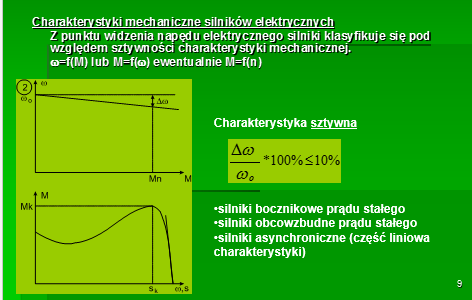 Charakterystyki mechaniczne silników elektrycznych
Z punktu widzenia napędu elektrycznego silniki klasyfikuje się pod
względem sztywności charakterystyki mechanicznej.
ω=f(M) lub M=f(ω) ewentualnie M=f(n)
2
ω
ω₀
Δω
Mn
M
Charakterystyka sztywna
Δω/ωₒ *100% ≤ 10%
M
Mk
sₖ
ω,s
•silniki bocznikowe prądu stałego
•silniki obcowzbudne prądu stałego
•silniki asynchroniczne (część liniowa
charakterystyki)
9